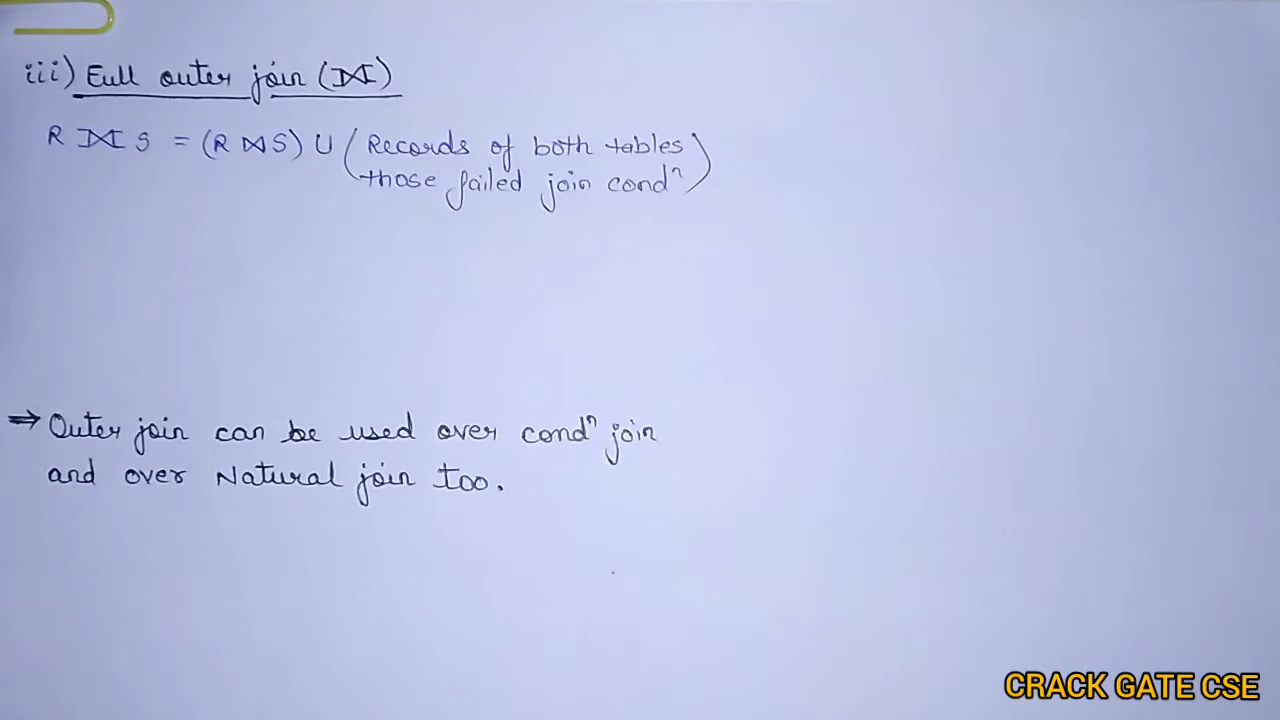 iii) Full outer join (⟗)
R ⟗ S = (R ⋈ S) ∪ (Records of both tables
those failed join condⁿ)
⇒ Outer join can be used over condⁿ join
and over Natural join too.
CRACK GATE CSE